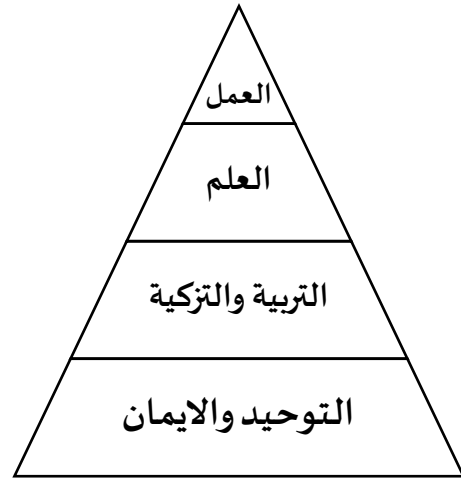 العمل
العلم
التربية والتزكية
التوحيد والايمان